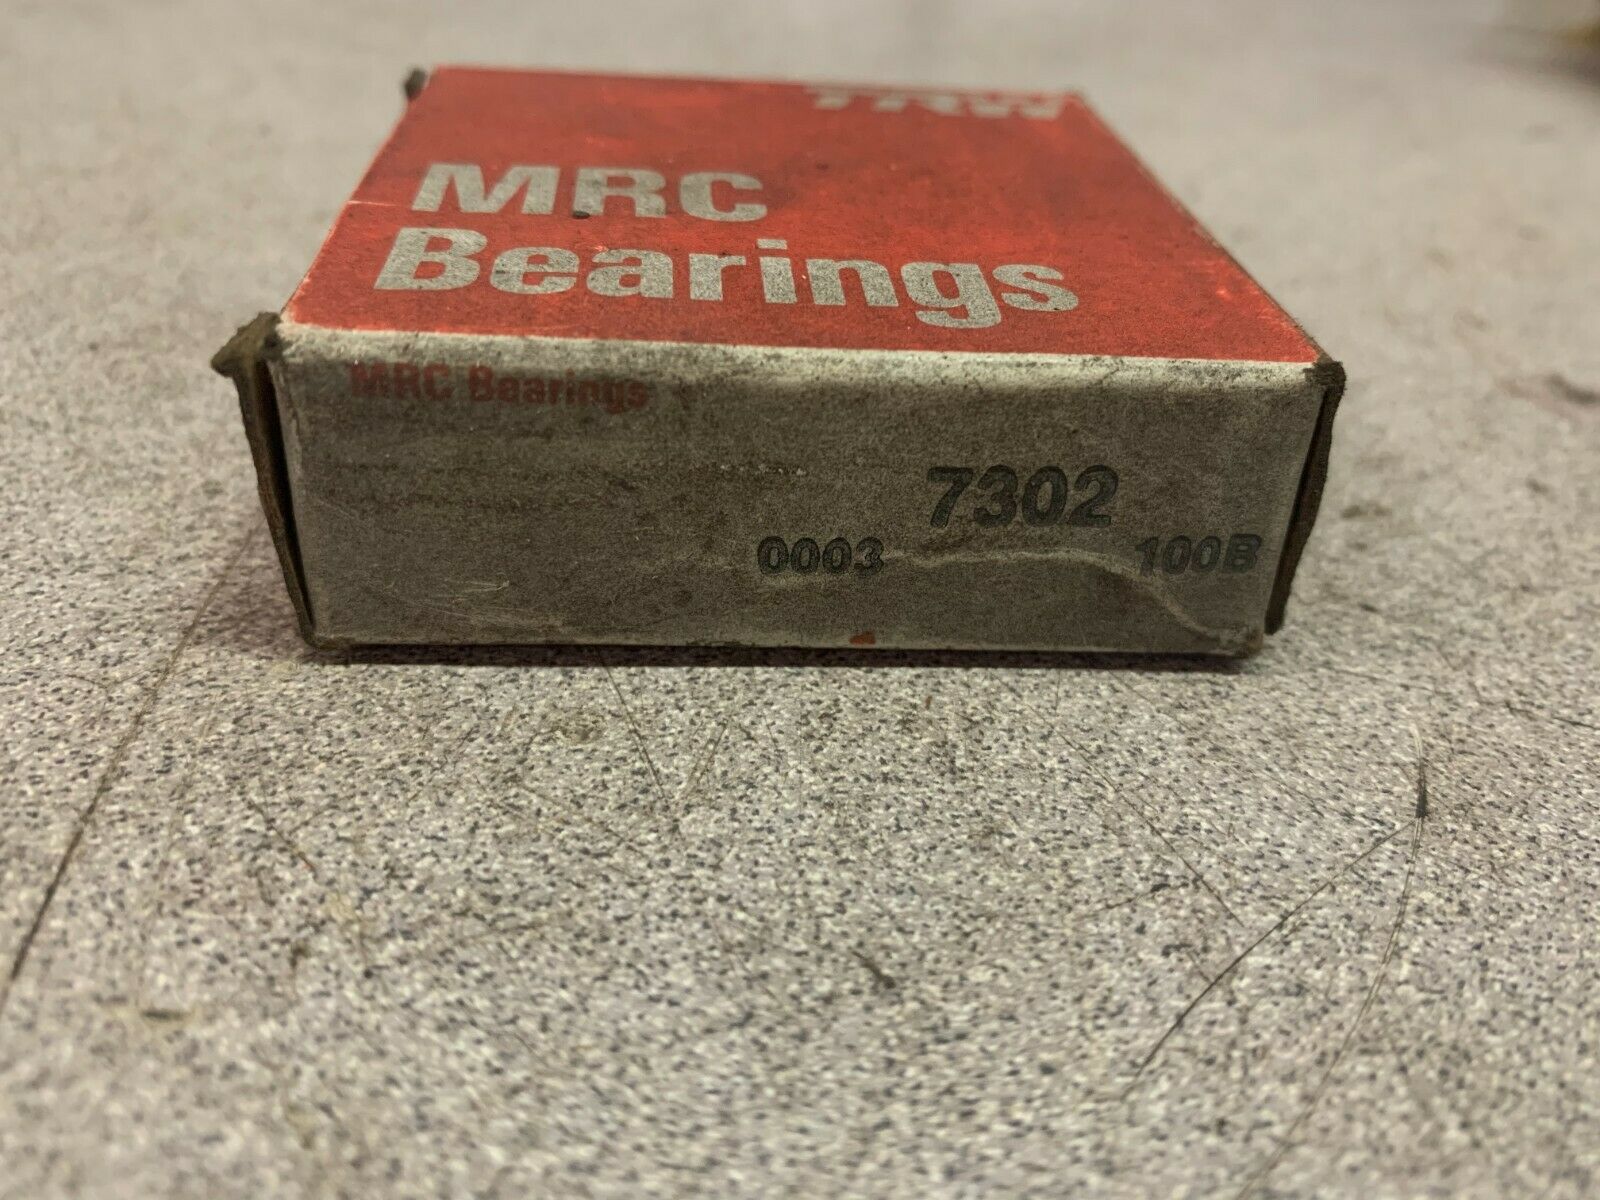 TRW
MRC
Bearings
MRC Bearings
7302
0003 100B